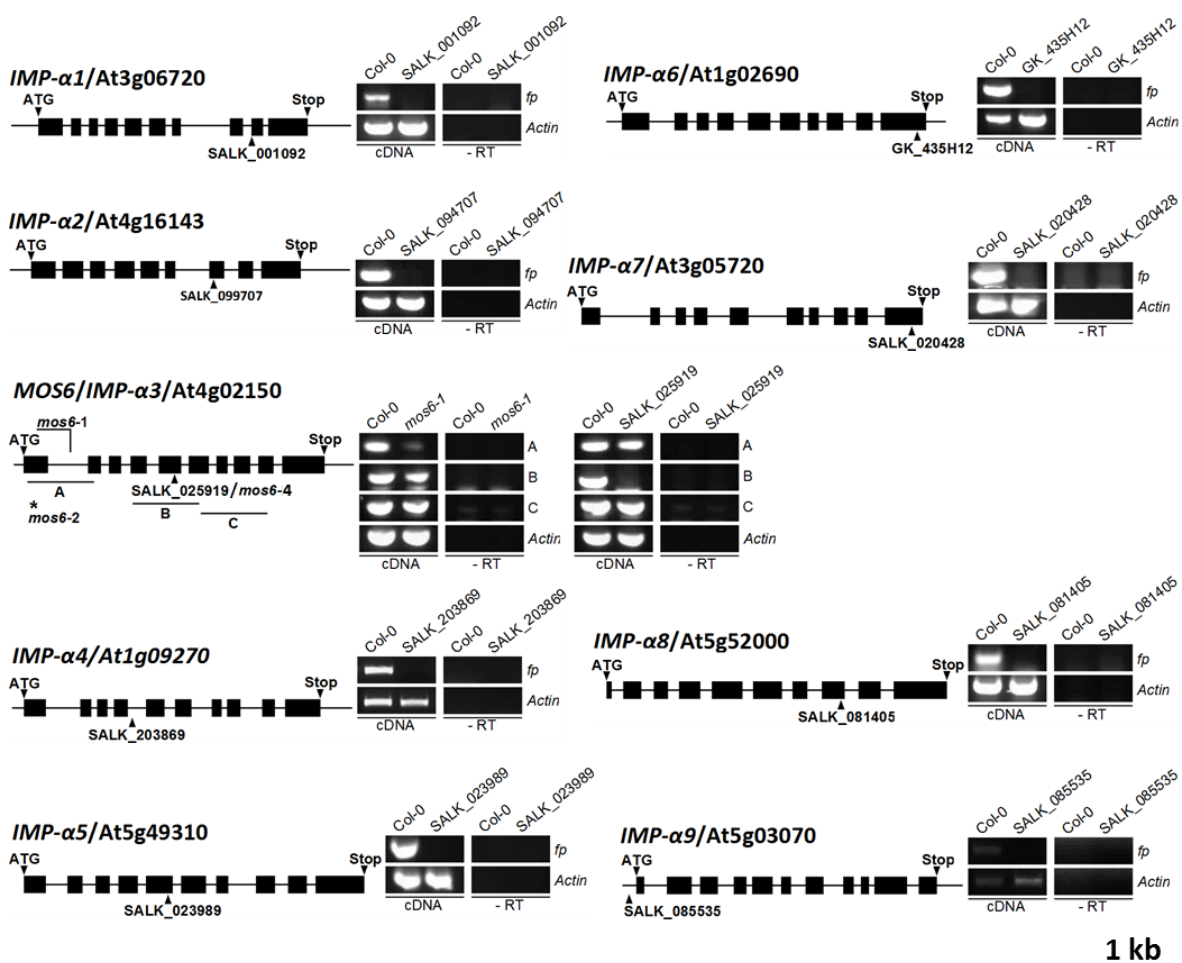 IMP-α1/At3g06720
ATG
Stop
SALK_001092
Col-0
SALK_001092
Col-0
SALK_001092
fp
Actin
cDNA
- RT
IMP-α6/At1g02690
ATG
Stop
GK_435H12
Col-0
GK_435H12
Col-0
GK_435H12
fp
Actin
cDNA
- RT
IMP-α2/At4g16143
ATG
Stop
SALK_099707
Col-0
SALK_094707
Col-0
SALK_094707
fp
Actin
cDNA
- RT
IMP-α7/At3g05720
ATG
Stop
SALK_020428
Col-0
SALK_020428
Col-0
SALK_020428
fp
Actin
cDNA
- RT
MOS6/IMP-α3/At4g02150
mos6-1
ATG
Stop
A
SALK_025919/mos6-4
*
mos6-2
B
C
Col-0
mos6-1
Col-0
mos6-1
A
B
C
Actin
cDNA
- RT
Col-0
SALK_025919
Col-0
SALK_025919
A
B
C
Actin
cDNA
- RT
IMP-α4/At1g09270
ATG
Stop
SALK_203869
Col-0
SALK_203869
Col-0
SALK_203869
fp
Actin
cDNA
- RT
IMP-α8/At5g52000
ATG
Stop
SALK_081405
Col-0
SALK_081405
Col-0
SALK_081405
fp
Actin
cDNA
- RT
IMP-α5/At5g49310
ATG
Stop
SALK_023989
Col-0
SALK_023989
Col-0
SALK_023989
fp
Actin
cDNA
- RT
IMP-α9/At5g03070
ATG
Stop
SALK_085535
Col-0
SALK_085535
Col-0
SALK_085535
fp
Actin
cDNA
- RT
1 kb